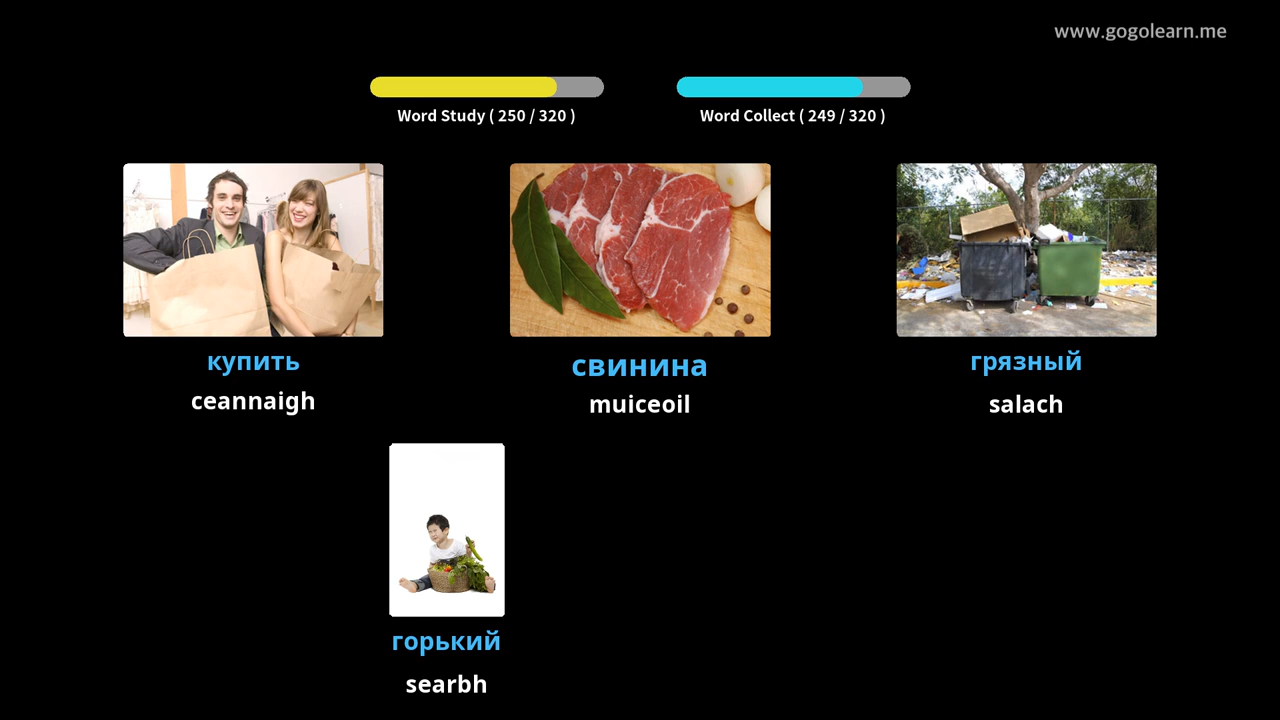 www.gogolearn.me
Word Study ( 250 / 320 )
Word Collect ( 249 / 320 )
купить
свинина
грязный
ceannaigh
muiceoil
salach
горький
searbh